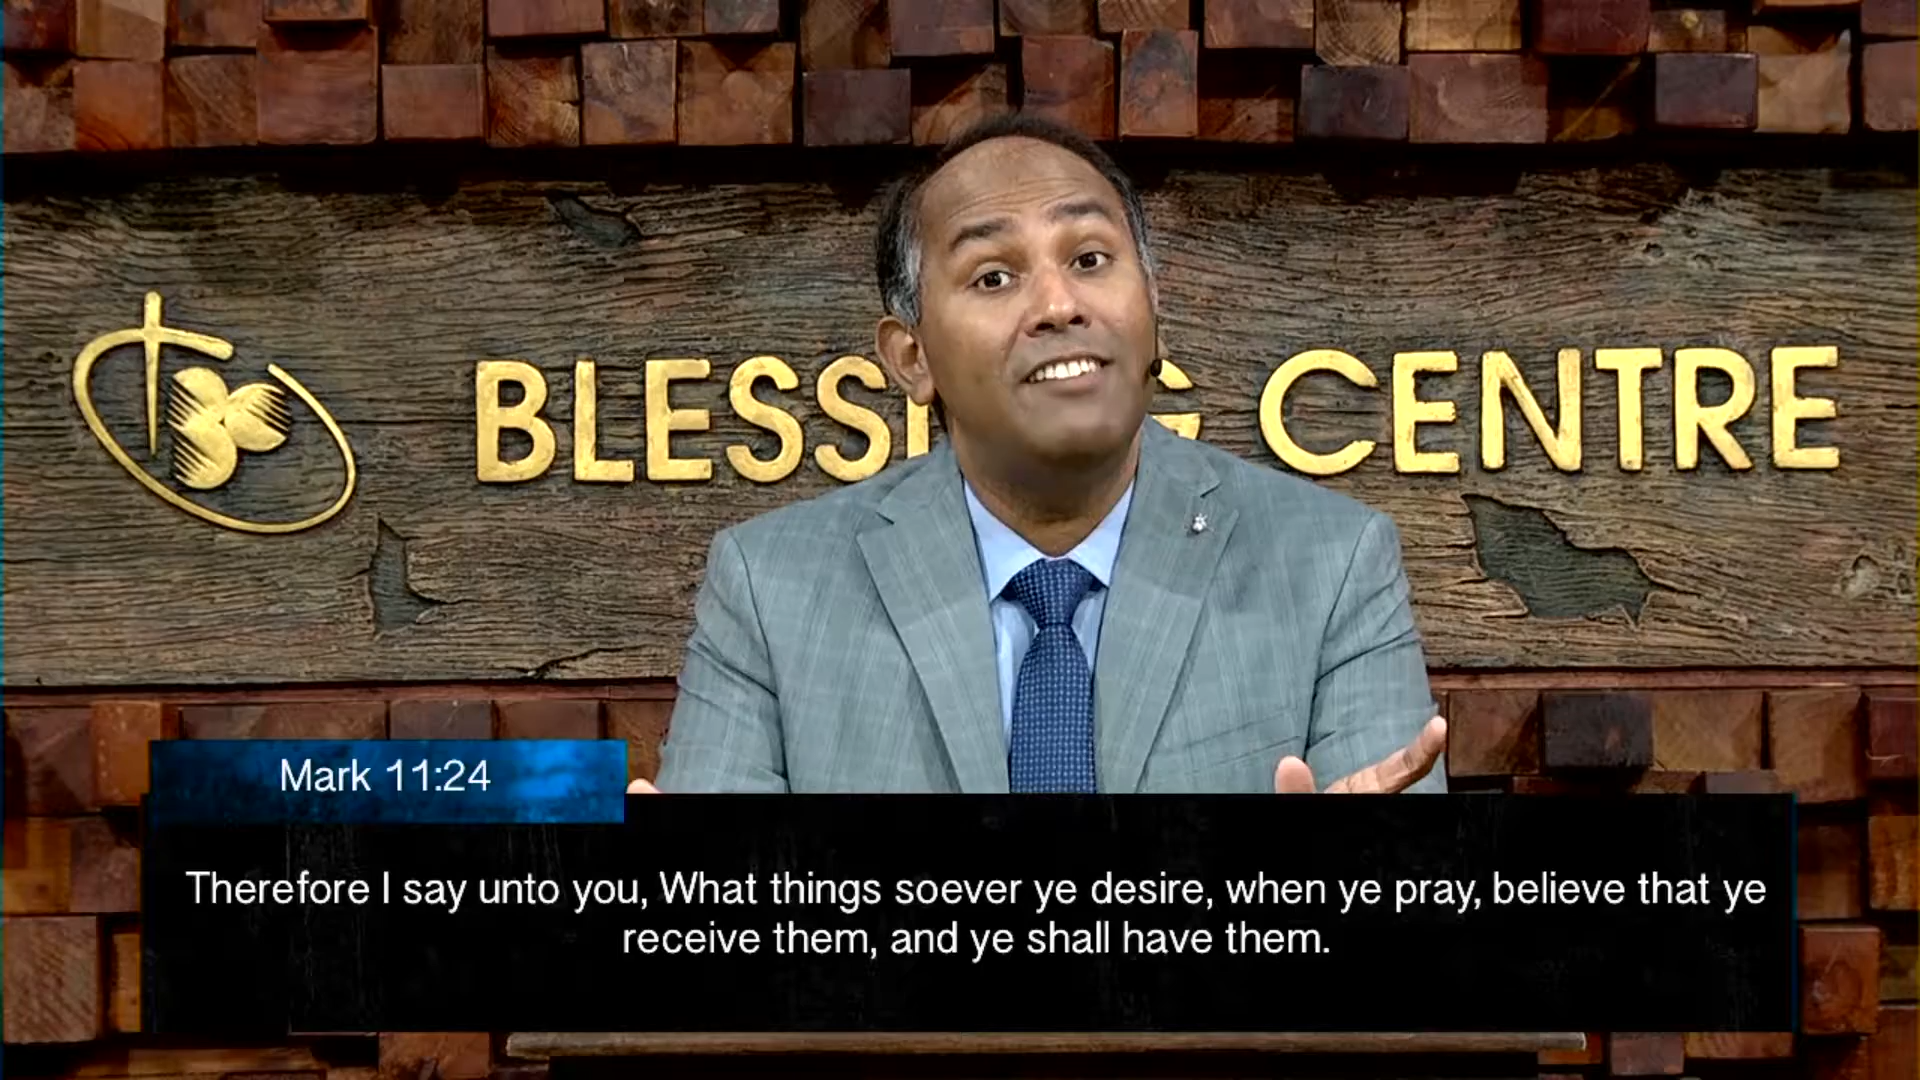 BLESSING CENTRE
Mark 11:24
Therefore I say unto you, What things soever ye desire, when ye pray, believe that ye
receive them, and ye shall have them.